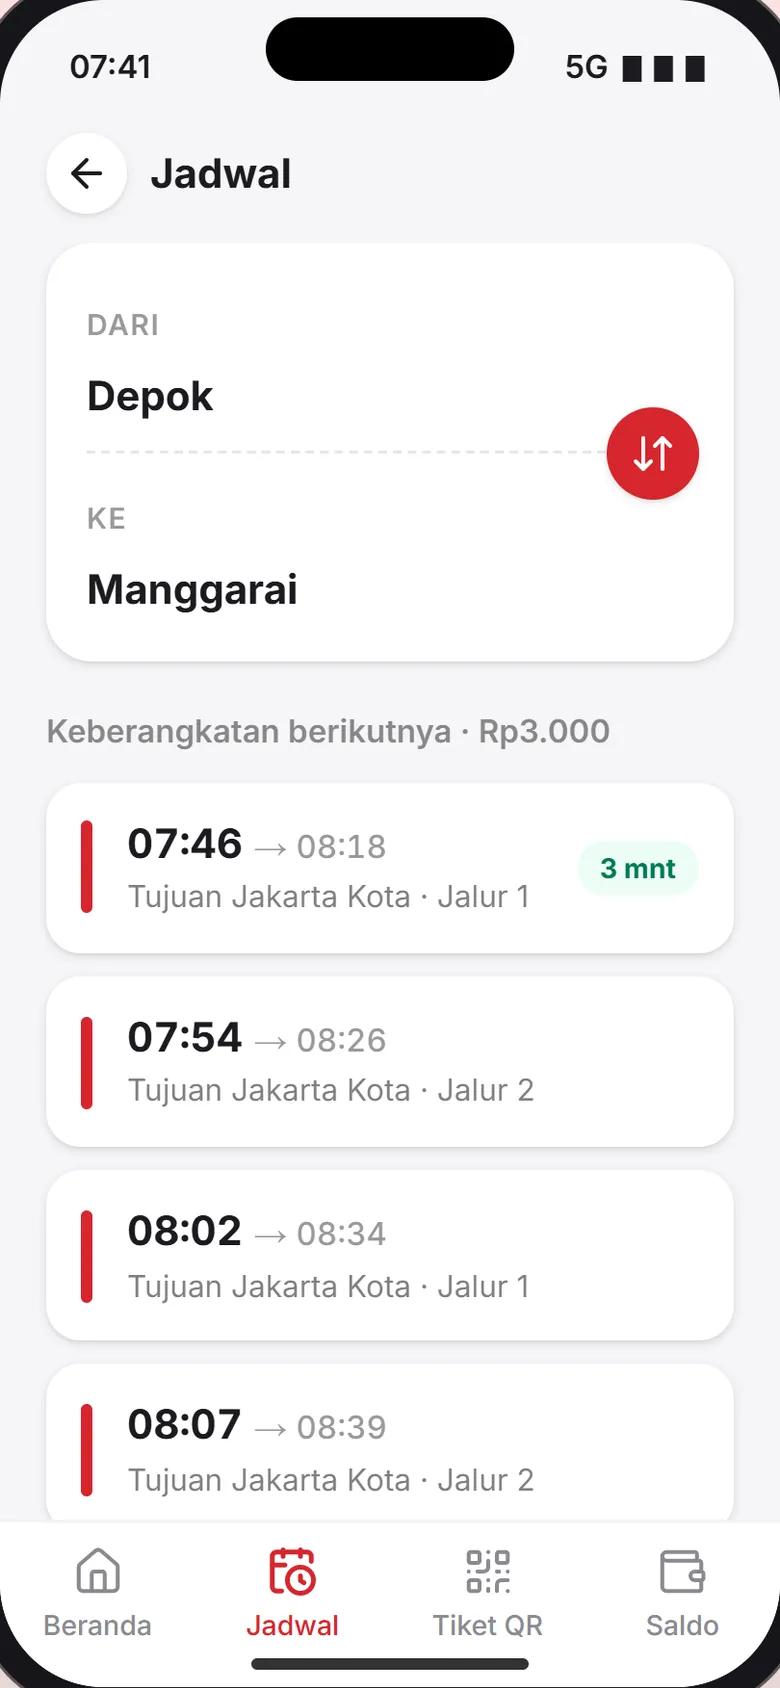 07:41
5G
Jadwal
DARI
Depok
KE
Manggarai
Keberangkatan berikutnya · Rp3.000
07:46 → 08:18
Tujuan Jakarta Kota · Jalur 1
3 mnt
07:54 → 08:26
Tujuan Jakarta Kota · Jalur 2
08:02 → 08:34
Tujuan Jakarta Kota · Jalur 1
08:07 → 08:39
Tujuan Jakarta Kota · Jalur 2
Beranda
Jadwal
Tiket QR
Saldo